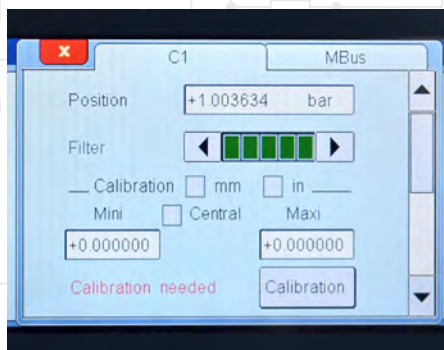 x C1 MBus
Position +1.003634 bar
Filter
Calibration mm in
Mini Central Maxi
+0.000000 +0.000000
Calibration needed Calibration